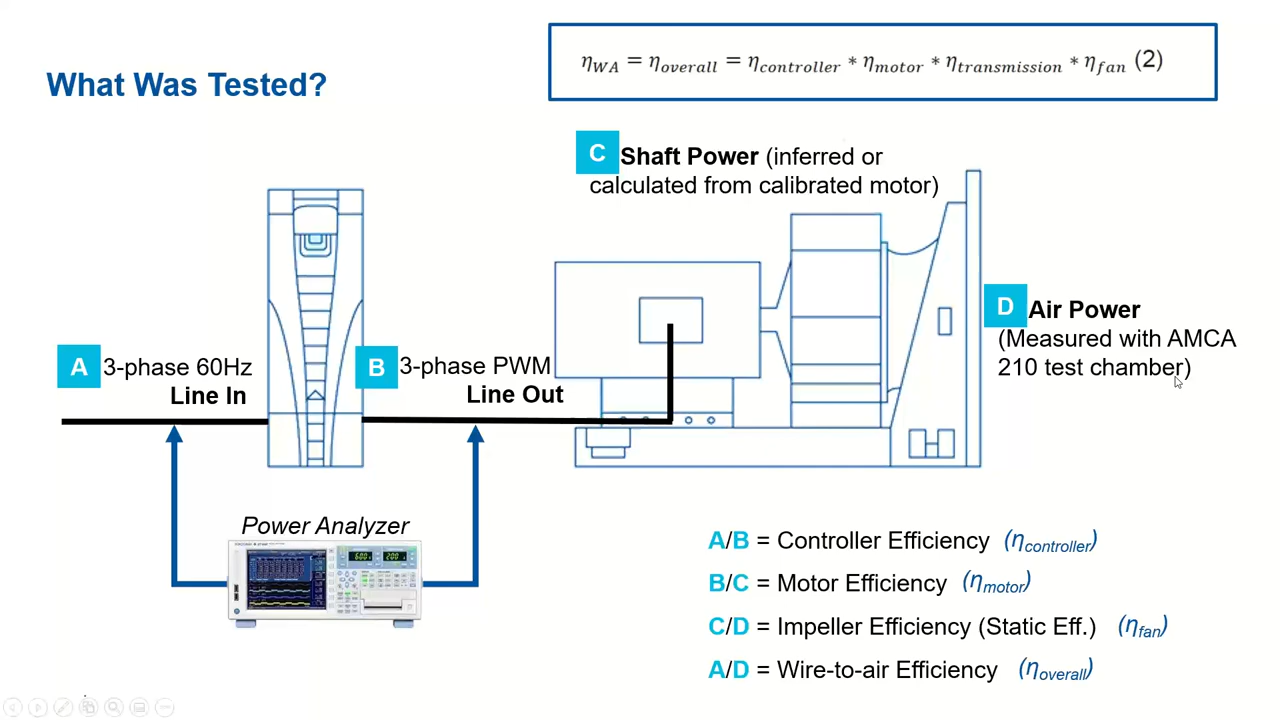 What Was Tested?
ηWA = ηoverall = ηcontroller * ηmotor * ηtransmission * ηfan (2)
C Shaft Power (inferred or
calculated from calibrated motor)
D Air Power
(Measured with AMCA
210 test chamber)
A 3-phase 60Hz
Line In
B 3-phase PWM
Line Out
Power Analyzer
A/B = Controller Efficiency (ηcontroller)
B/C = Motor Efficiency (ηmotor)
C/D = Impeller Efficiency (Static Eff.) (ηfan)
A/D = Wire-to-air Efficiency (ηoverall)